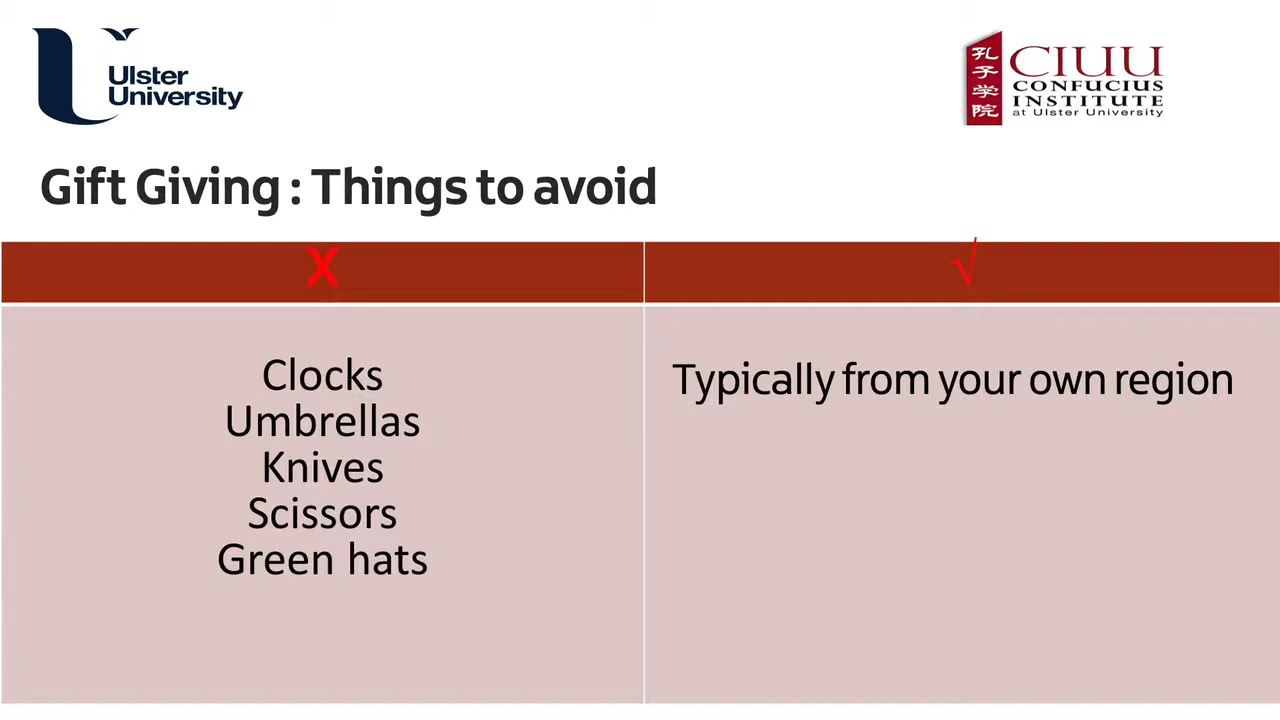 Ulster
University
孔子学院
CIUU
CONFUCIUS
INSTITUTE
at Ulster University
Gift Giving : Things to avoid
X
√
Clocks
Umbrellas
Knives
Scissors
Green hats
Typically from your own region